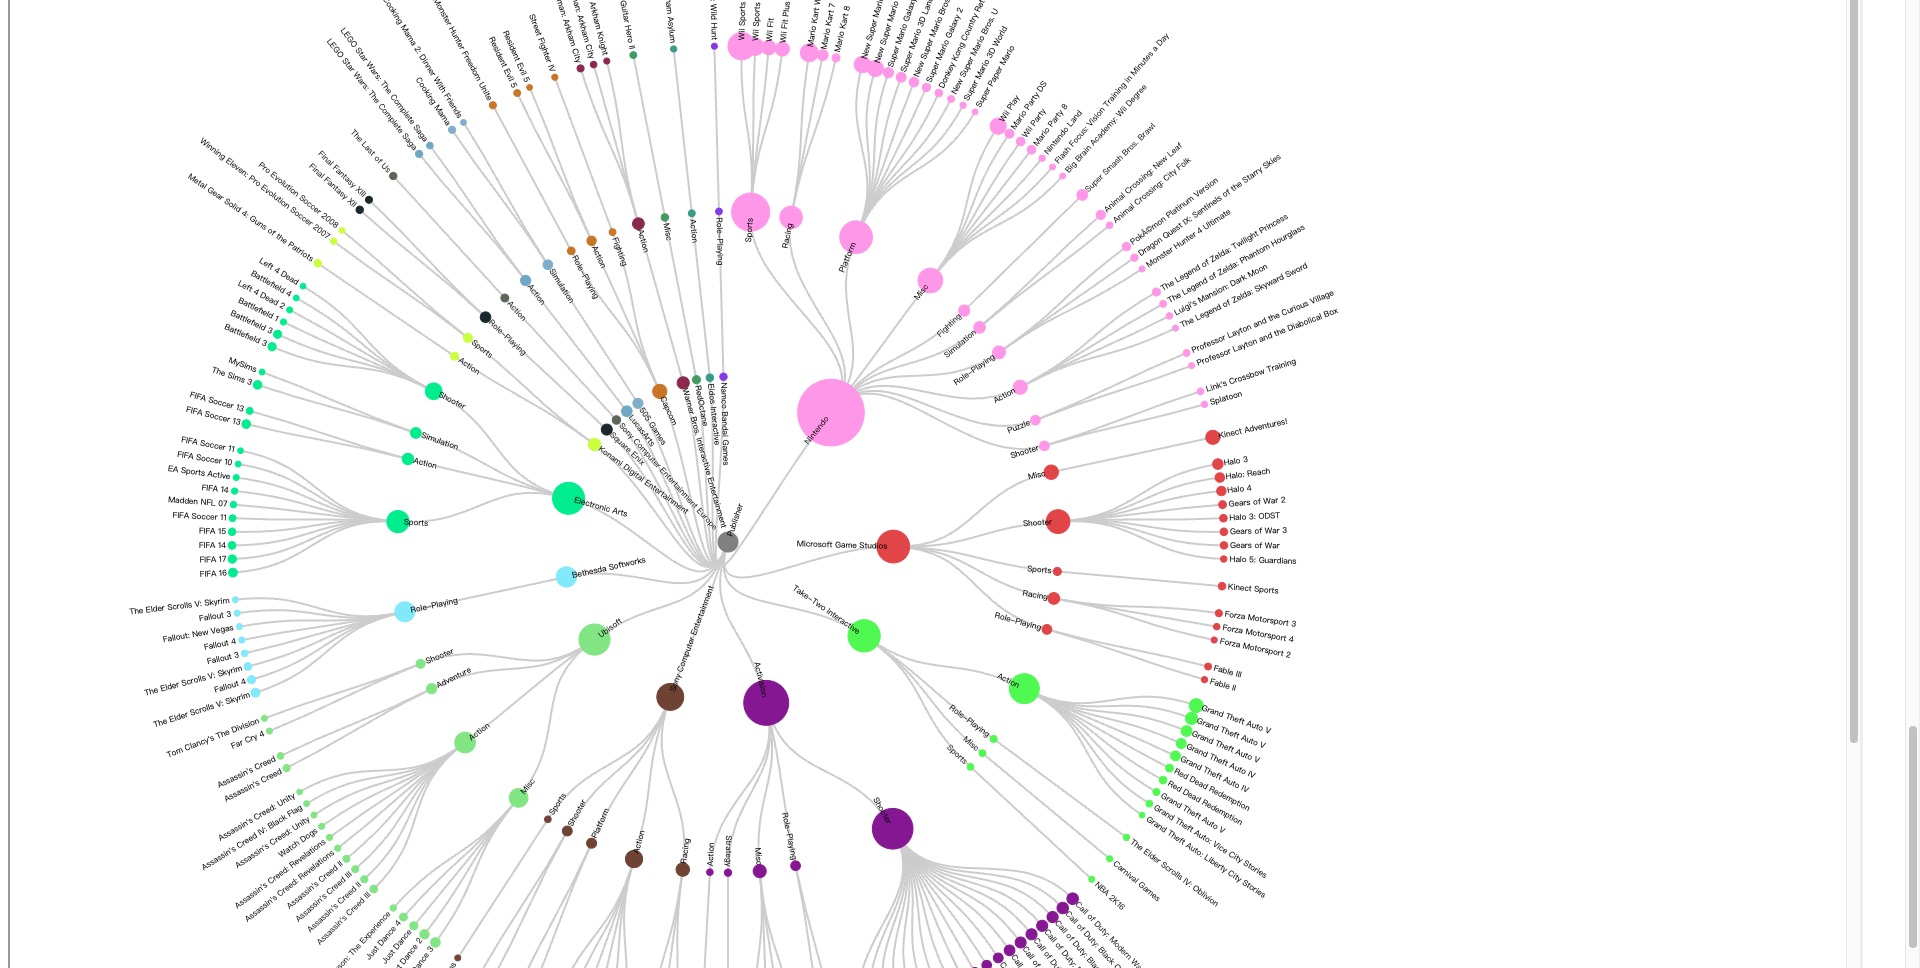 Wii Sports
Wii Sports
Wii Fit
Wii Fit Plus
Mario Kart W
Mario Kart 7
Mario Kart 8
New Super Mari
New Super Mario
Super Mario Galax
Super Mario 3D Lan
New Super Mario Bros
Super Mario Galaxy 2
Donkey Kong Country Ret
New Super Mario Bros. U
Super Mario 3D World
Super Paper Mario
Wii Play
Mario Party DS
Wii Party
Mario Party 8
Nintendo Land
Flash Focus: Vision Training in Minutes a Day
Big Brain Academy: Wii Degree
Super Smash Bros. Brawl
Animal Crossing: New Leaf
Animal Crossing: City Folk
PokÃ©mon Platinum Version
Dragon Quest IX: Sentinels of the Starry Skies
Monster Hunter 4 Ultimate
The Legend of Zelda: Twilight Princess
The Legend of Zelda: Phantom Hourglass
Luigi's Mansion: Dark Moon
The Legend of Zelda: Skyward Sword
Professor Layton and the Curious Village
Professor Layton and the Diabolical Box
Link's Crossbow Training
Splatoon
Sports
Racing
Platform
Misc
Fighting
Simulation
Role-Playing
Action
Puzzle
Shooter
Nintendo
Kinect Adventures!
Halo 3
Halo: Reach
Halo 4
Gears of War 2
Halo 3: ODST
Gears of War 3
Gears of War
Halo 5: Guardians
Kinect Sports
Forza Motorsport 3
Forza Motorsport 4
Forza Motorsport 2
Fable III
Fable II
Misc
Shooter
Sports
Racing
Role-Playing
Microsoft Game Studios
Grand Theft Auto V
Grand Theft Auto V
Grand Theft Auto V
Grand Theft Auto IV
Grand Theft Auto IV
Red Dead Redemption
Red Dead Redemption
Grand Theft Auto V
Grand Theft Auto: Vice City Stories
Grand Theft Auto: Liberty City Stories
The Elder Scrolls IV: Oblivion
Carnival Games
NBA 2K16
Action
Role-Playing
Misc
Sports
Take-Two Interactive
Call of Duty: Modern Wa
Call of Duty: Black O
Call of Duty:
Call of Duty: Bla
Call of Duty:
Call of Duty
Call of
Call o
Call
Shooter
Role-Playing
Misc
Strategy
Action
Activision
Racing
Action
Platform
Shooter
Sports
Sony Computer Entertainment
Publisher
Ubisoft
Misc
Action
Adventure
Shooter
son: The Experience
Just Dance 4
Just Dance
t Dance 2
ance 3
Assassin's Creed III
Assassin's Creed II
Assassin's Creed III
Assassin's Creed II
Assassin's Creed: Revelations
Assassin's Creed: Revelations
Watch Dogs
Assassin's Creed: Unity
Assassin's Creed IV: Black Flag
Assassin's Creed: Unity
Assassin's Creed
Assassin's Creed
Far Cry 4
Tom Clancy's The Division
The Elder Scrolls V: Skyrim
Fallout 4
The Elder Scrolls V: Skyrim
Fallout 3
Fallout 4
Fallout: New Vegas
Fallout 3
The Elder Scrolls V: Skyrim
Role-Playing
Bethesda Softworks
FIFA 16
FIFA 17
FIFA 14
FIFA 15
FIFA Soccer 11
Madden NFL 07
FIFA 14
EA Sports Active
FIFA Soccer 10
FIFA Soccer 11
FIFA Soccer 13
FIFA Soccer 13
The Sims 3
MySims
Battlefield 3
Battlefield 3
Battlefield 1
Left 4 Dead 2
Battlefield 4
Left 4 Dead
Sports
Action
Simulation
Shooter
Electronic Arts
Metal Gear Solid 4: Guns of the Patriots
Winning Eleven: Pro Evolution Soccer 2007
Pro Evolution Soccer 2008
Action
Sports
Konami Digital Entertainment
Final Fantasy XII
Final Fantasy XIII
Role-Playing
Square Enix
The Last of Us
Action
Sony Computer Entertainment Europe
LEGO Star Wars: The Complete Saga
LEGO Star Wars: The Complete Saga
Action
LucasArts
Cooking Mama
ooking Mama 2: Dinner With Friends
Simulation
505 Games
Monster Hunter Freedom Unite
Resident Evil 5
Resident Evil 5
Street Fighter IV
Role-Playing
Action
Fighting
Capcom
man: Arkham City
an: Arkham City
Arkham Knight
Action
Warner Bros. Interactive Entertainment
Guitar Hero II
Misc
RedOctane
am Asylum
Action
Eidos Interactive
Wild Hunt
Role-Playing
Namco Bandai Games